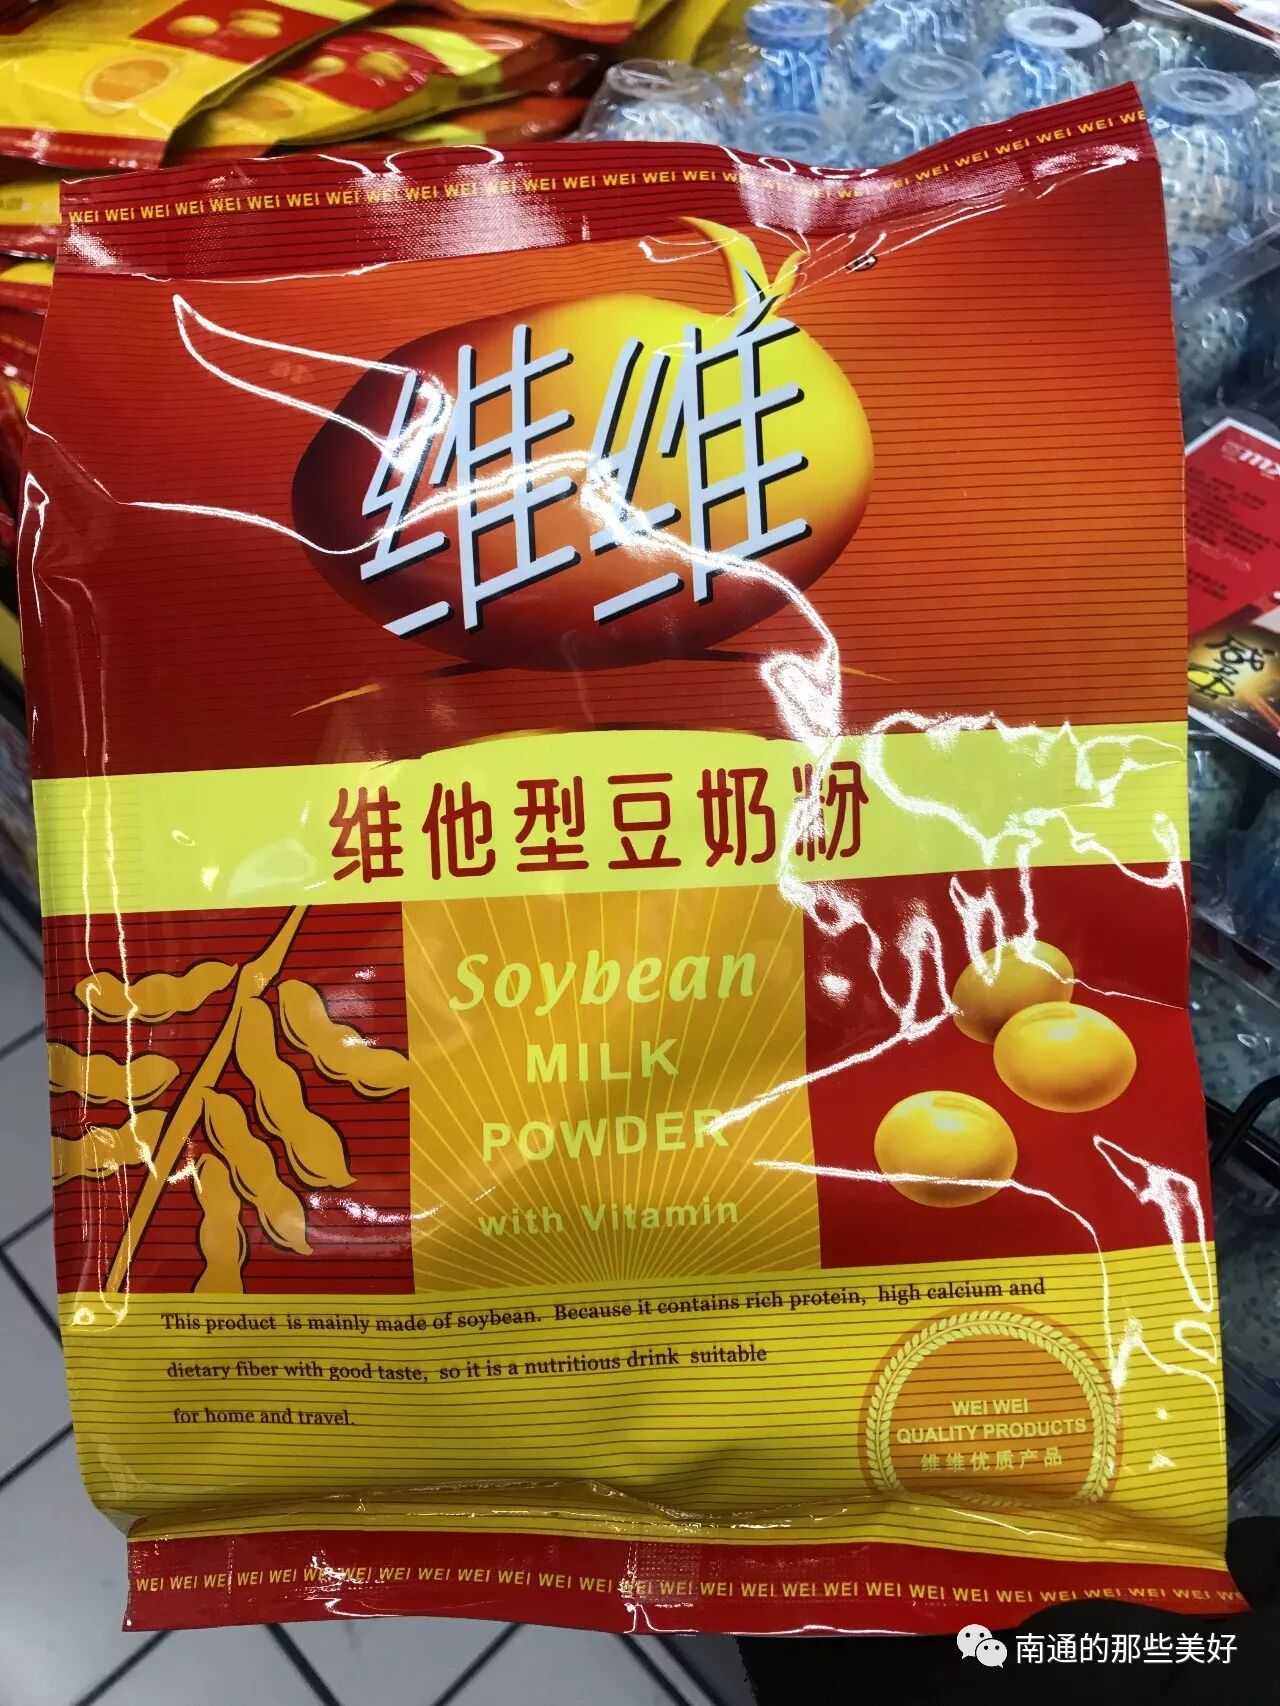 WEI WEI WEI WEI WEI WEI WEI WEI WEI WEI WEI WEI WEI WEI WEI WEI WEI WEI WEI WEI WEI WEI WEI WEI WEI WEI WEI
维维
维他型豆奶粉
Soybean
MILK
POWDER
with Vitamin
This product is mainly made of soybean. Because it contains rich protein, high calcium and
dietary fiber with good taste, so it is a nutritious drink suitable
for home and travel.
WEI WEI
QUALITY PRODUCTS
维维优质产品
WEI WEI WEI WEI WEI WEI WEI WEI WEI WEI WEI WEI WEI WEI WEI WEI WEI WEI WEI WEI WEI WEI WEI WEI WEI WEI
南通的那些美好